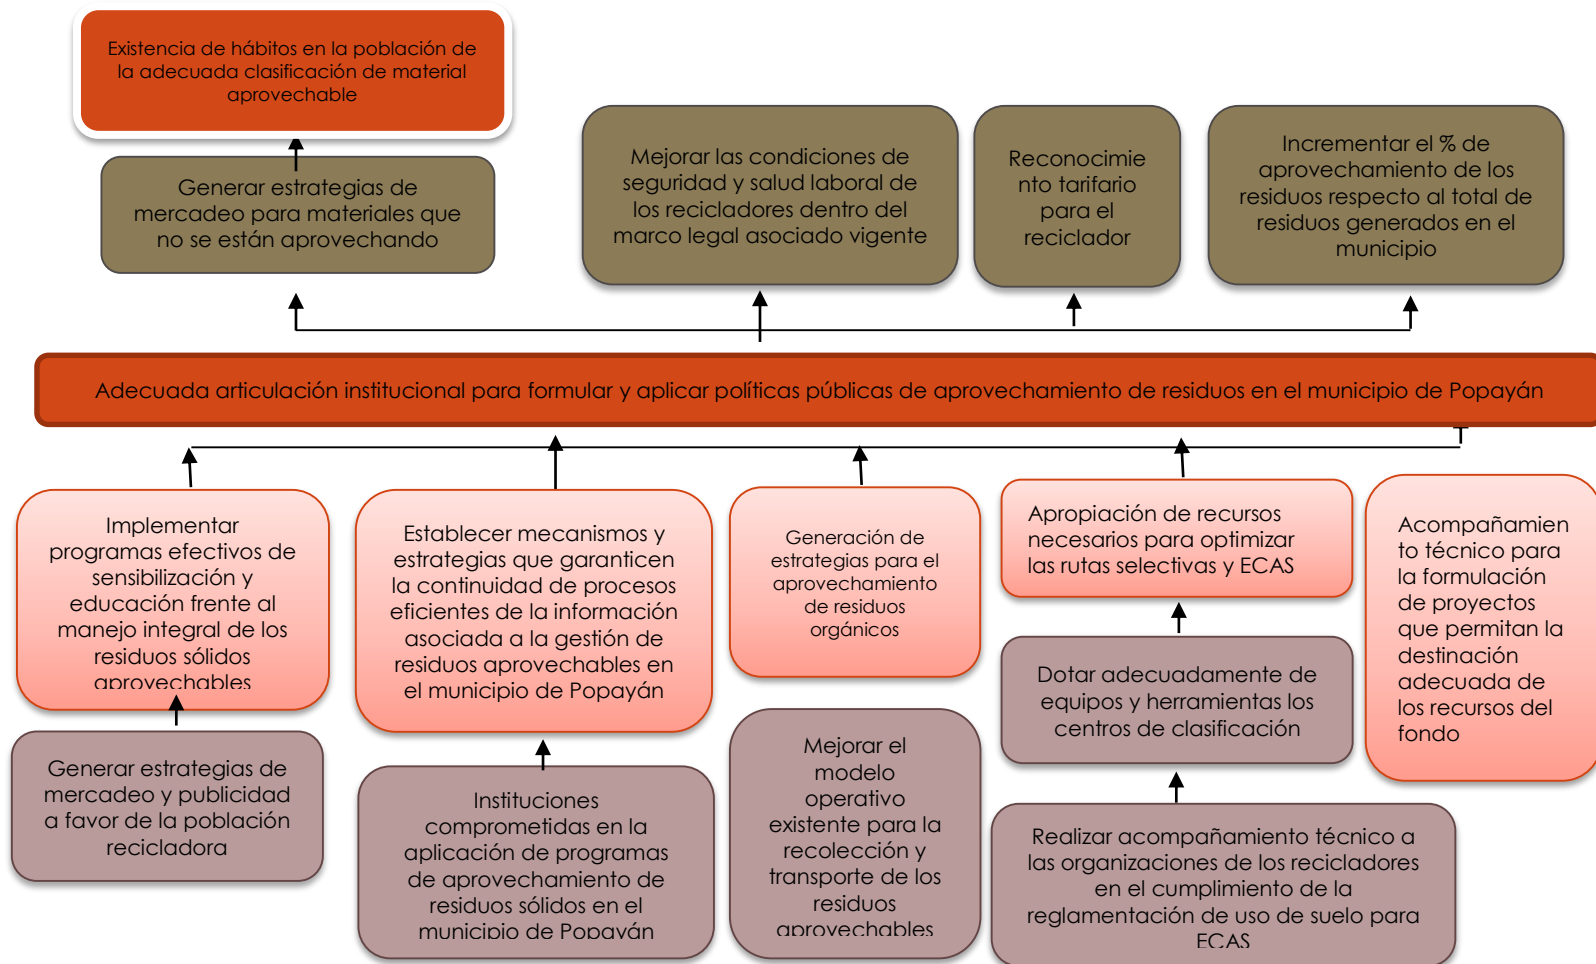 Existencia de hábitos en la población de
la adecuada clasificación de material
aprovechable
Generar estrategias de
mercadeo para materiales que
no se están aprovechando
Mejorar las condiciones de
seguridad y salud laboral de
los recicladores dentro del
marco legal asociado vigente
Reconocimie
nto tarifario
para el
reciclador
Incrementar el % de
aprovechamiento de los
residuos respecto al total de
residuos generados en el
municipio
Adecuada articulación institucional para formular y aplicar políticas públicas de aprovechamiento de residuos en el municipio de Popayán
Implementar
programas efectivos de
sensibilización y
educación frente al
manejo integral de los
residuos sólidos
aprovechables
Establecer mecanismos y
estrategias que garanticen
la continuidad de procesos
eficientes de la información
asociada a la gestión de
residuos aprovechables en
el municipio de Popayán
Generación de
estrategias para el
aprovechamiento
de residuos
orgánicos
Apropiación de recursos
necesarios para optimizar
las rutas selectivas y ECAS
Acompañamien
to técnico para
la formulación
de proyectos
que permitan la
destinación
adecuada de
los recursos del
fondo
Generar estrategias de
mercadeo y publicidad
a favor de la población
recicladora
Instituciones
comprometidas en la
aplicación de programas
de aprovechamiento de
residuos sólidos en el
municipio de Popayán
Mejorar el
modelo
operativo
existente para la
recolección y
transporte de los
residuos
aprovechables
Dotar adecuadamente de
equipos y herramientas los
centros de clasificación
Realizar acompañamiento técnico a
las organizaciones de los recicladores
en el cumplimiento de la
reglamentación de uso de suelo para
ECAS